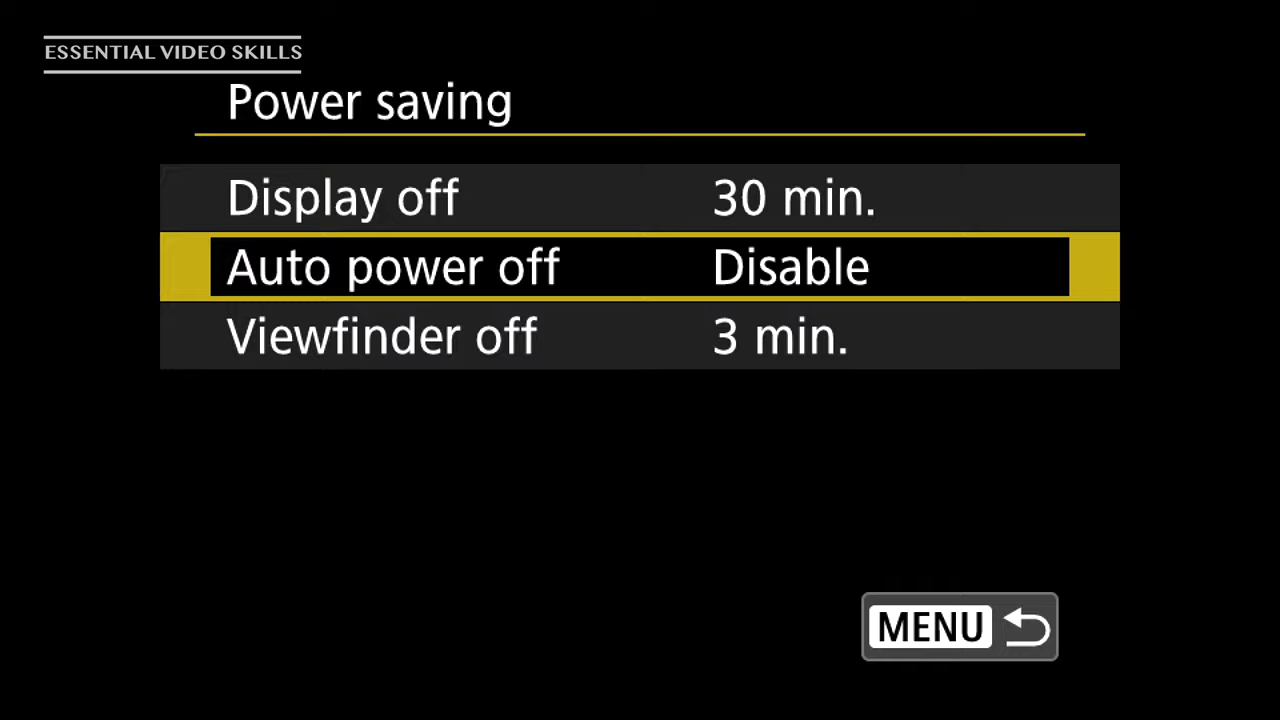 ESSENTIAL VIDEO SKILLS
Power saving
Display off 30 min.
Auto power off Disable
Viewfinder off 3 min.
MENU